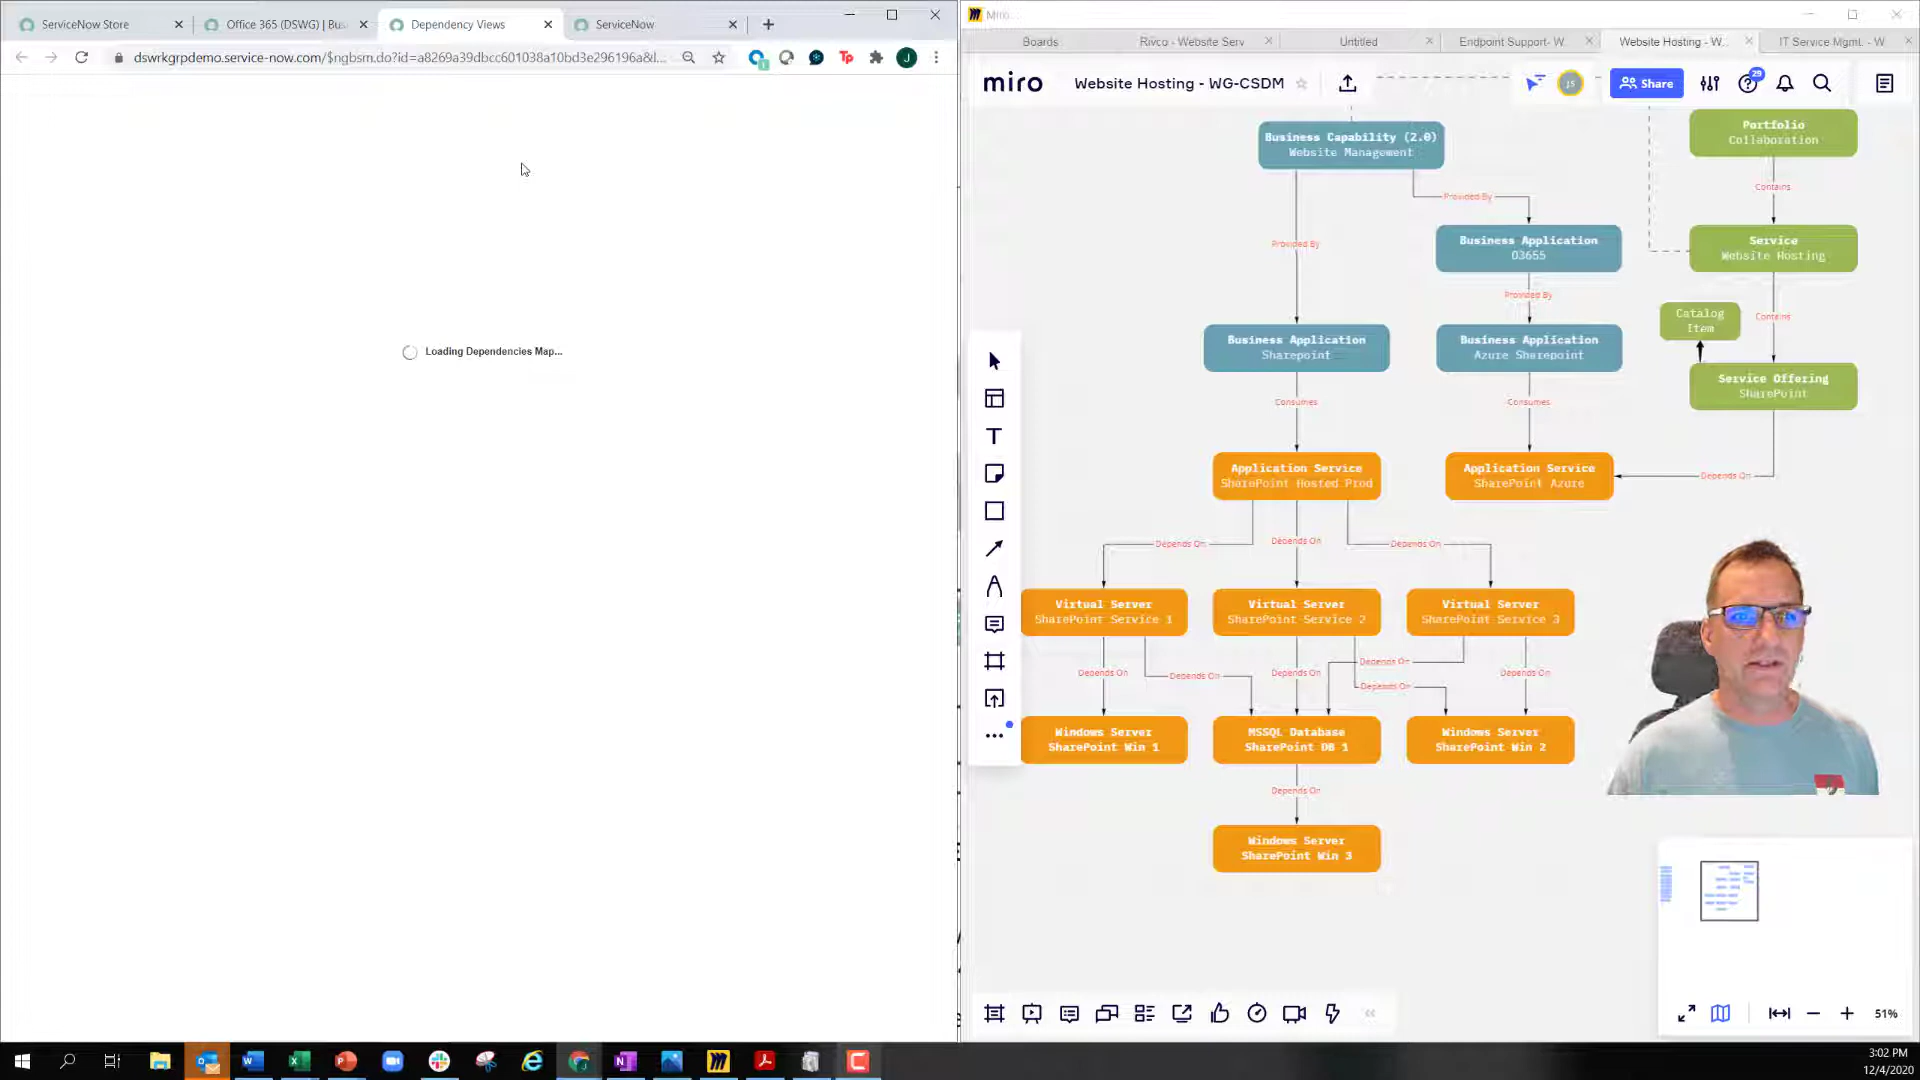 ServiceNow Store
Office 365 (DSWG) | Bu
Dependency Views
ServiceNow
dswrkgrpdemo.service-now.com/$ngbsm.do?id=a8269a39dbcc601038a10bd3e296196a&l...
Loading Dependencies Map...
Miro
Boards
Rivco - Website Serv
Untitled
Endpoint Support- W
Website Hosting - W...
IT Service Mgmt. - W
miro
Website Hosting - WG-CSDM
JS
Share
29
Business Capability (2.0)
Website Management
Portfolio
Collaboration
Contains
Provided By
Business Application
O3655
Service
Website Hosting
Provided By
Provided By
Catalog
Item
Contains
Business Application
Sharepoint
Business Application
Azure Sharepoint
Service Offering
SharePoint
Consumes
Consumes
Application Service
SharePoint Hosted Prod
Application Service
SharePoint Azure
Depends On
Depends On
Depends On
Depends On
Virtual Server
SharePoint Service 1
Virtual Server
SharePoint Service 2
Virtual Server
SharePoint Service 3
Depends On
Depends On
Depends On
Depends On
Depends On
Depends On
Windows Server
SharePoint Win 1
MSSQL Database
SharePoint DB 1
Windows Server
SharePoint Win 2
Depends On
Windows Server
SharePoint Win 3
51%
3:02 PM
12/4/2020